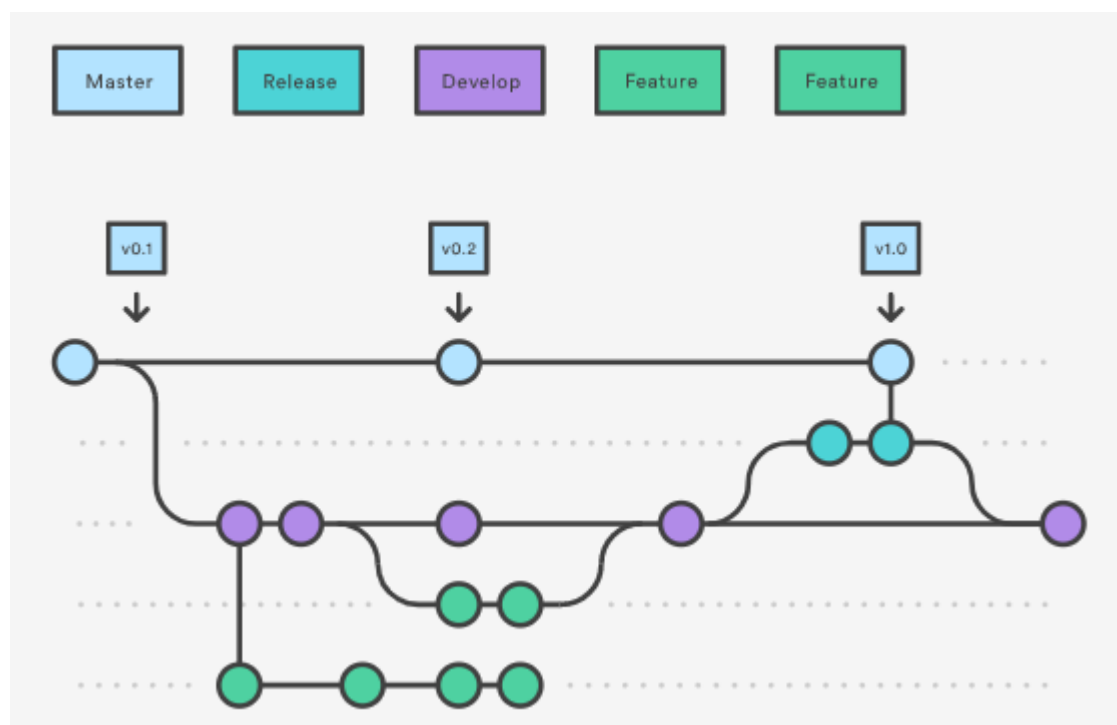 Master
Release
Develop
Feature
Feature
v0.1
v0.2
v1.0